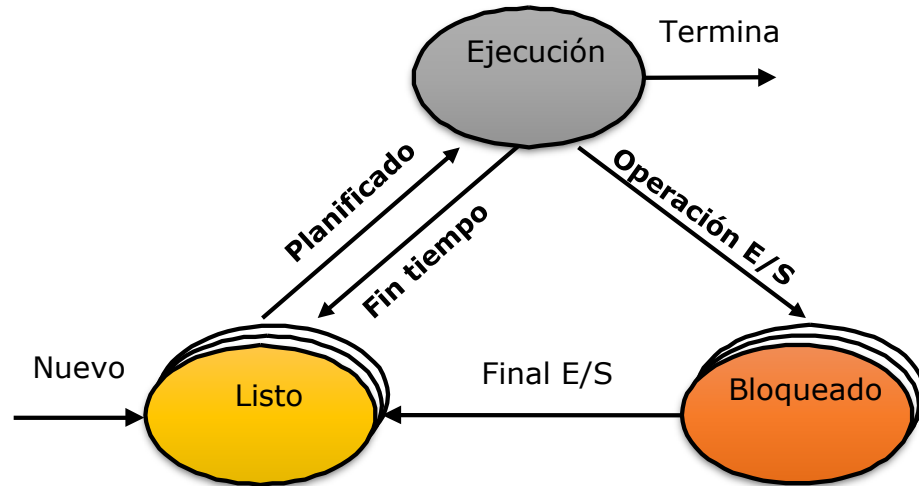 Termina
Ejecución
Planificado
Fin tiempo
Operación E/S
Nuevo
Listo
Final E/S
Bloqueado